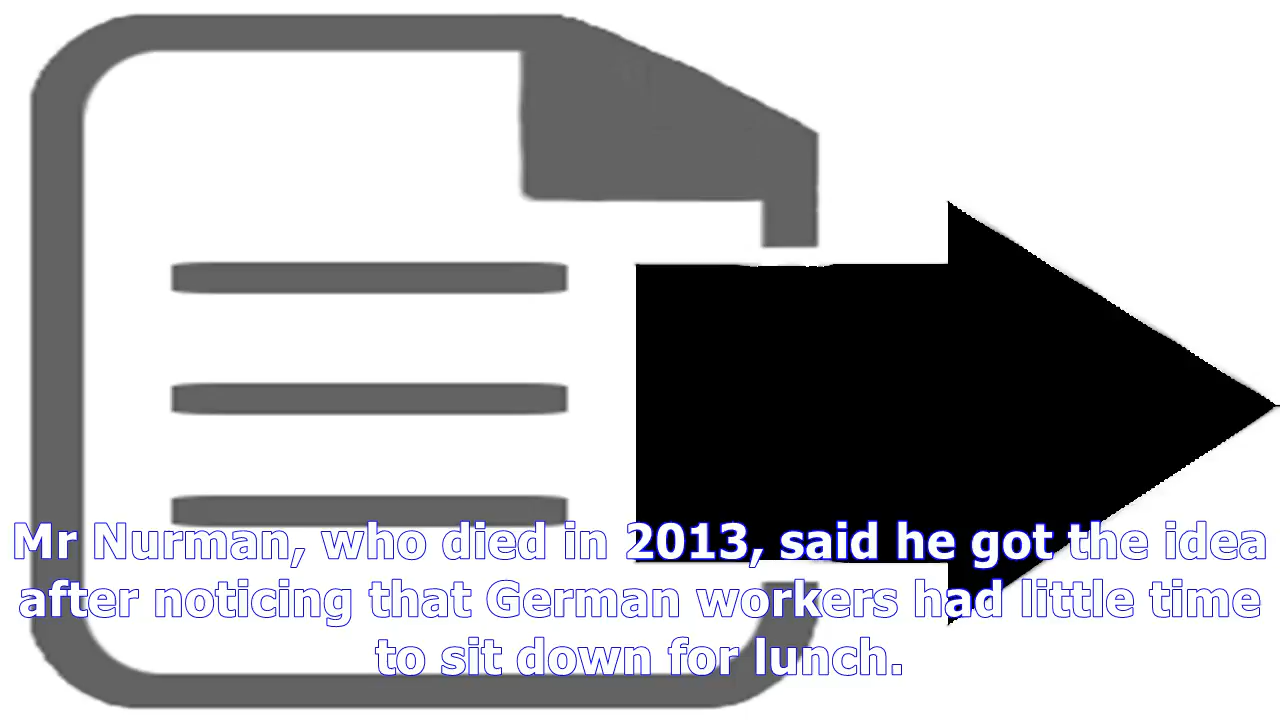 Mr Nurman, who died in 2013, said he got the idea
after noticing that German workers had little time
to sit down for lunch.